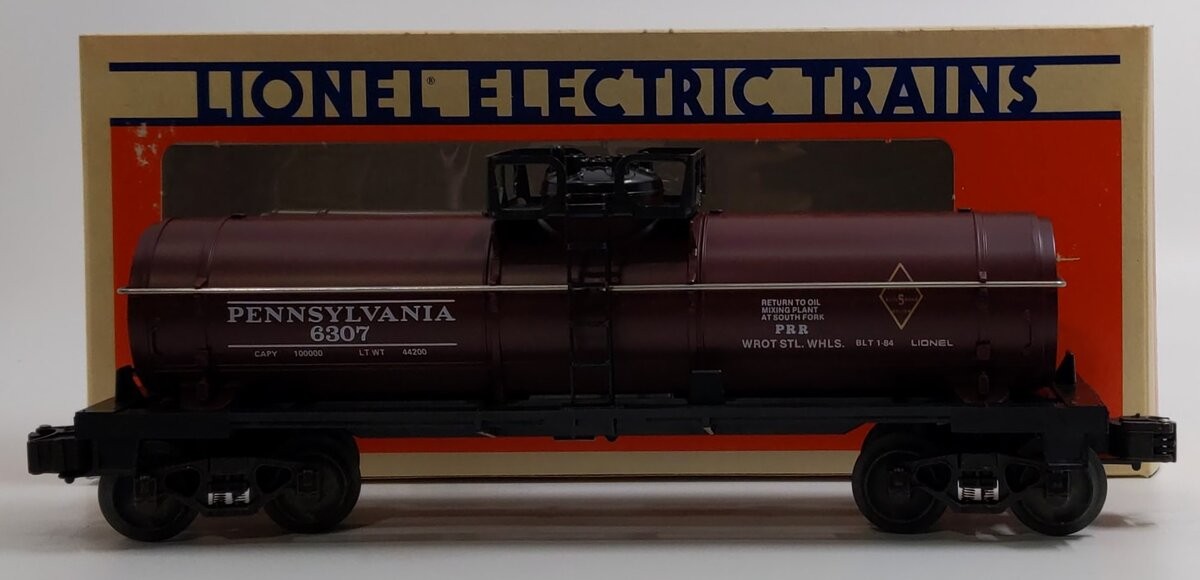 LIONEL® ELECTRIC TRAINS
PENNSYLVANIA
6307
CAPY 100000 LT WT 44200
RETURN TO OIL
MIXING PLANT
AT SOUTH FORK
PRR
WROT STL. WHLS. BLT 1-84 LIONEL
5